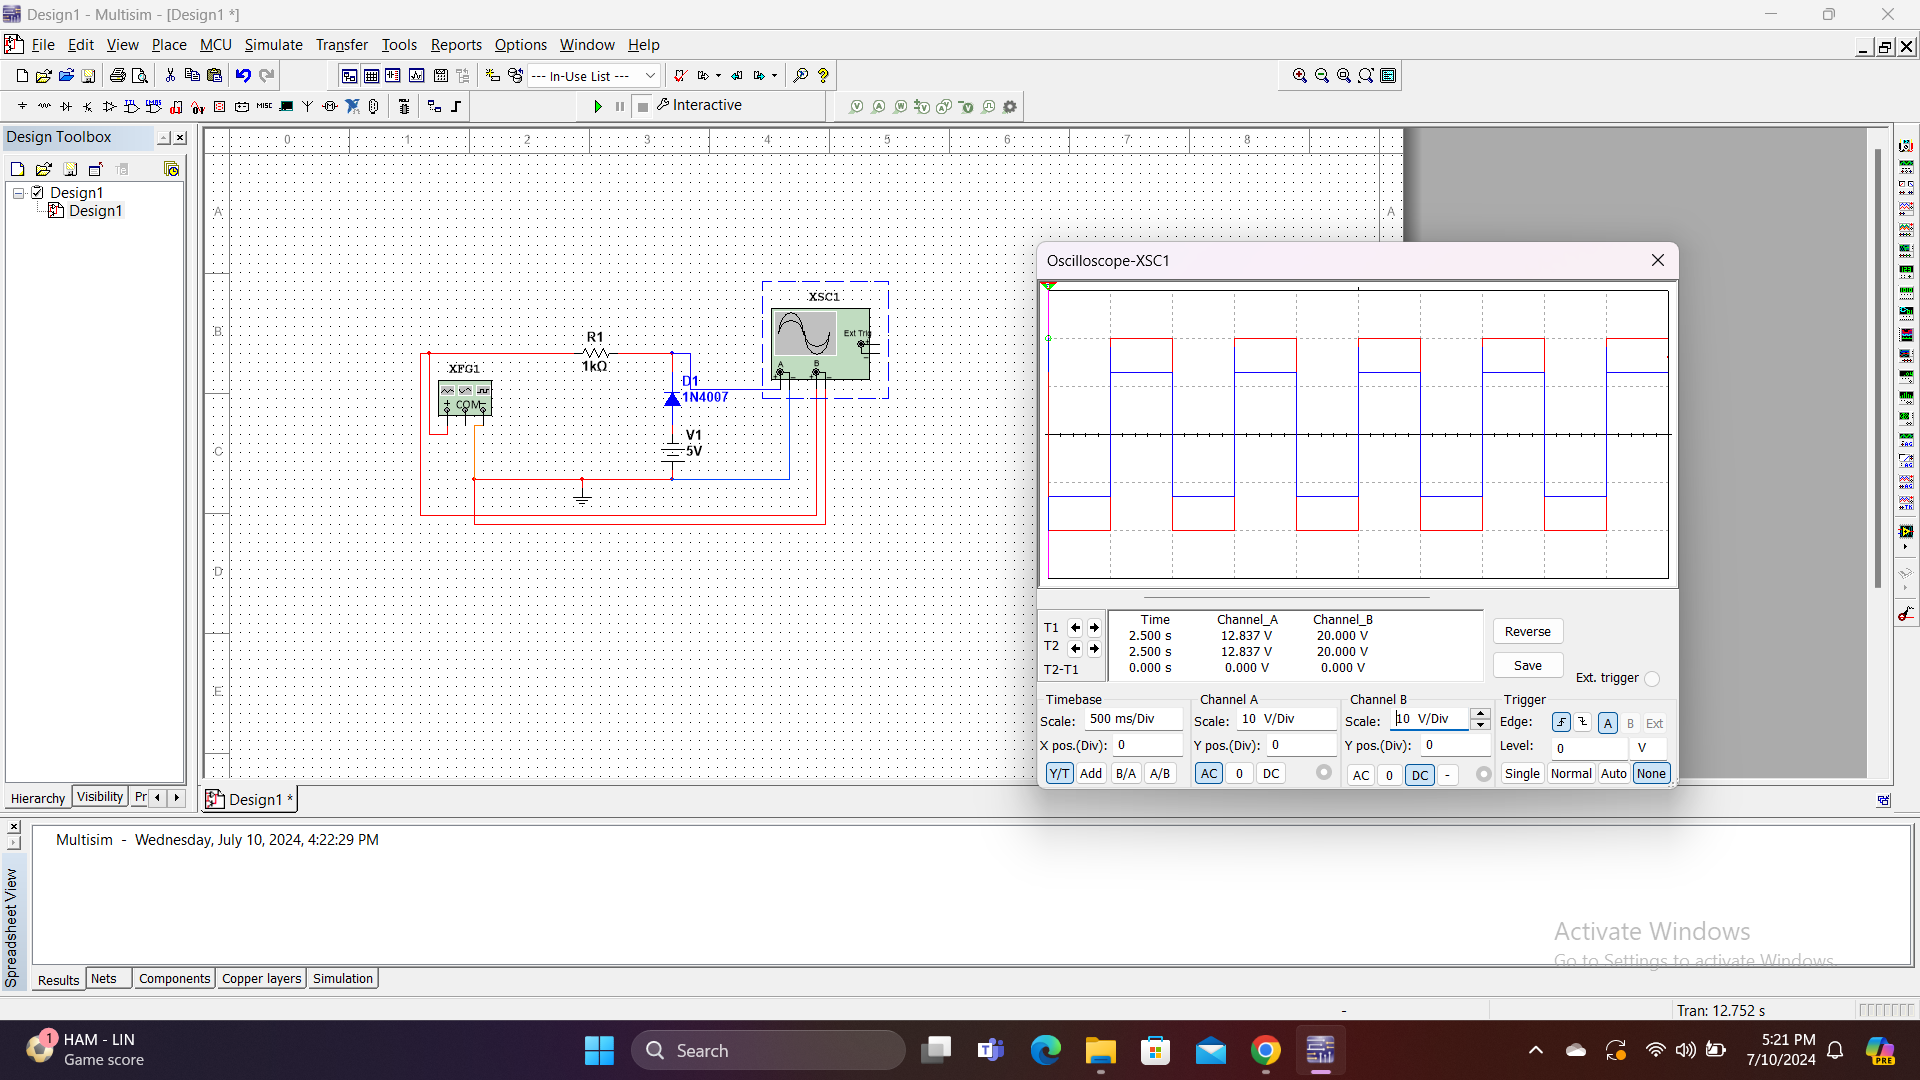 Design1 - Multisim - [Design1 *]
File Edit View Place MCU Simulate Transfer Tools Reports Options Window Help
--- In-Use List ---
MISC
Interactive
Design Toolbox
Design1
Design1
0 1 2 3 4 5 6 7 8
A
B
C
D
E
A
XFG1
COM
R1
1kΩ
D1
1N4007
V1
5V
XSC1
Ext Trig
A B
Oscilloscope-XSC1
Time Channel_A Channel_B
T1 2.500 s 12.837 V 20.000 V
T2 2.500 s 12.837 V 20.000 V
T2-T1 0.000 s 0.000 V 0.000 V
Reverse
Save
Ext. trigger
Timebase
Scale: 500 ms/Div
X pos.(Div): 0
Y/T Add B/A A/B
Channel A
Scale: 10 V/Div
Y pos.(Div): 0
AC 0 DC
Channel B
Scale: 10 V/Div
Y pos.(Div): 0
AC 0 DC -
Trigger
Edge: A B Ext
Level: 0 V
Single Normal Auto None
Hierarchy Visibility Pr
Design1 *
Multisim - Wednesday, July 10, 2024, 4:22:29 PM
Spreadsheet View
Results Nets Components Copper layers Simulation
Activate Windows
Go to Settings to activate Windows.
- Tran: 12.752 s
1
HAM - LIN
Game score
Search
5:21 PM
7/10/2024
PRE